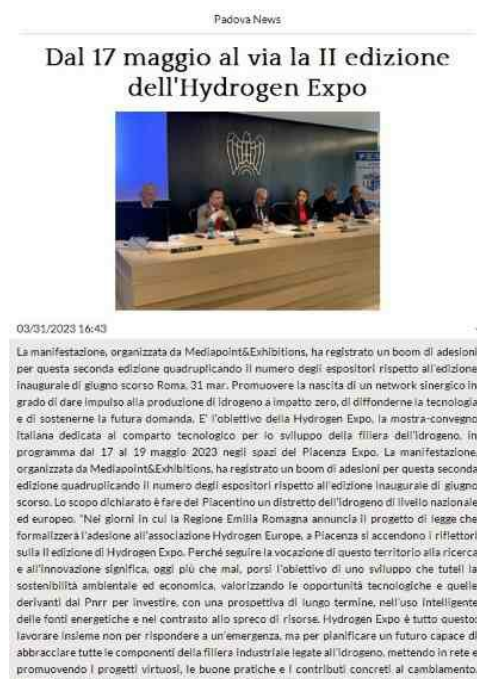 Padova News
Dal 17 maggio al via la II edizione
dell'Hydrogen Expo
03/31/2023 16:43
La manifestazione, organizzata da Mediapoint&Exhibitions, ha registrato un boom di adesioni
per questa seconda edizione quadruplicando il numero degli espositori rispetto all'edizione
inaugurale di giugno scorso Roma, 31 mar. Promuovere la nascita di un network sinergico in
grado di dare impulso alla produzione di idrogeno a impatto zero, di diffonderne la tecnologia
e di sostenerne la futura domanda. E' l'obiettivo della Hydrogen Expo, la mostra-convegno
italiana dedicata al comparto tecnologico per lo sviluppo della filiera dell'idrogeno, in
programma dal 17 al 19 maggio 2023 negli spazi del Piacenza Expo. La manifestazione,
organizzata da Mediapoint&Exhibitions, ha registrato un boom di adesioni per questa seconda
edizione quadruplicando il numero degli espositori rispetto all'edizione inaugurale di giugno
scorso. Lo scopo dichiarato è fare del Piacentino un distretto dell'idrogeno di livello nazionale
ed europeo. "Nei giorni in cui la Regione Emilia Romagna annuncia il progetto di legge che
formalizzerà l'adesione all'associazione Hydrogen Europe, a Piacenza si accendono i riflettori
sulla II edizione di Hydrogen Expo. Perché seguire la vocazione di questo territorio alla ricerca
e all'innovazione significa, oggi più che mai, porsi l'obiettivo di uno sviluppo che tuteli la
sostenibilità ambientale ed economica, valorizzando le opportunità tecnologiche e quelle
derivanti dal Pnrr per investire, con una prospettiva di lungo termine, nell'uso intelligente
delle fonti energetiche e nel contrasto allo spreco di risorse. Hydrogen Expo è tutto questo:
lavorare insieme non per rispondere a un'emergenza, ma per planificare un futuro capace di
abbracciare tutte le componenti della filiera industriale legate all'idrogeno, mettendo in rete e
promuovendo i progetti virtuosi, le buone pratiche e i contributi concreti al cambiamento.